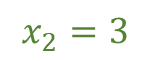 x₂ = 3